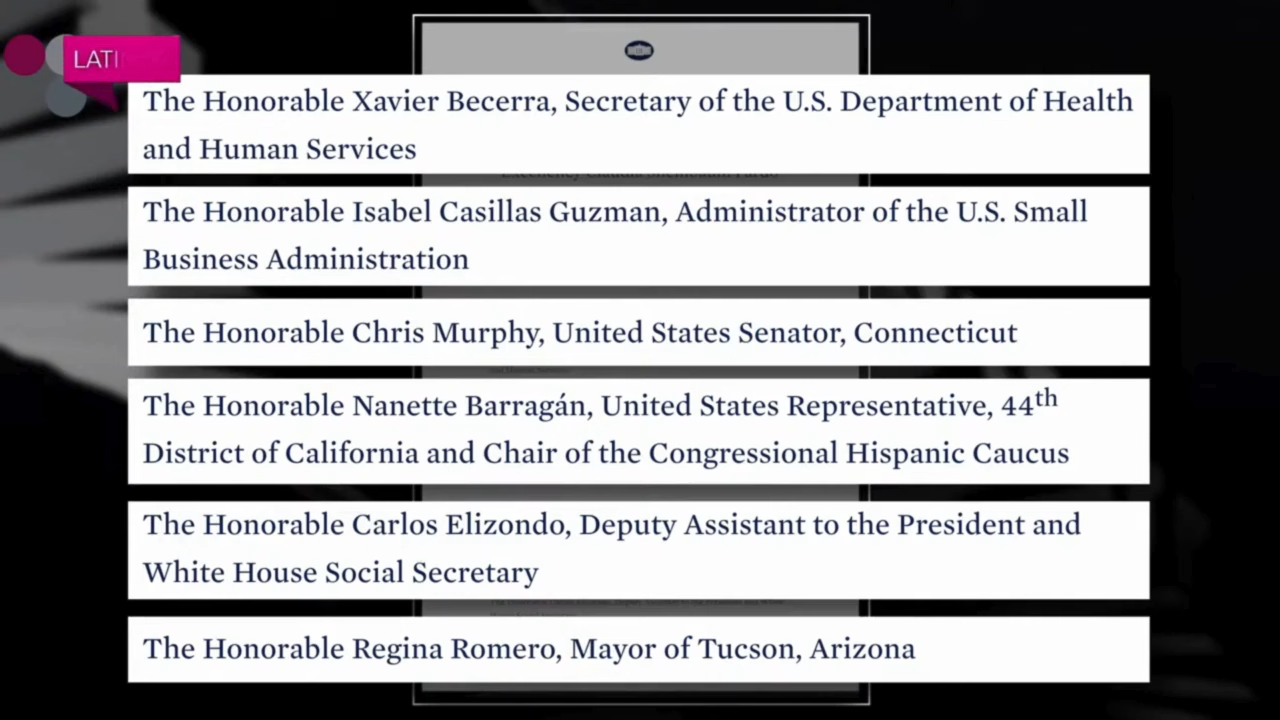 LATI
The Honorable Xavier Becerra, Secretary of the U.S. Department of Health
and Human Services
The Honorable Isabel Casillas Guzman, Administrator of the U.S. Small
Business Administration
The Honorable Chris Murphy, United States Senator, Connecticut
The Honorable Nanette Barragán, United States Representative, 44th
District of California and Chair of the Congressional Hispanic Caucus
The Honorable Carlos Elizondo, Deputy Assistant to the President and
White House Social Secretary
The Honorable Regina Romero, Mayor of Tucson, Arizona